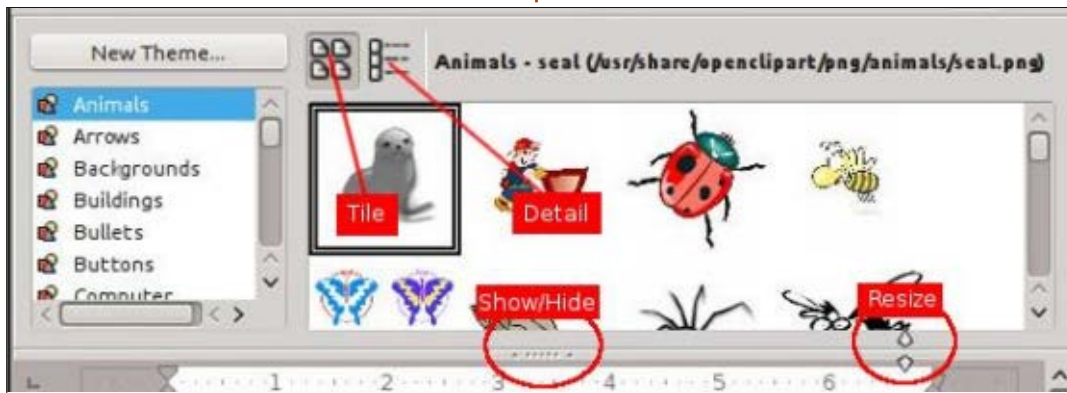 New Theme...
Animals - seal (/usr/share/openclipart/png/animals/seal.png)
Animals
Arrows
Backgrounds
Buildings
Bullets
Buttons
Computer
Tile
Detail
Show/Hide
Resize
1 2 3 4 5 6